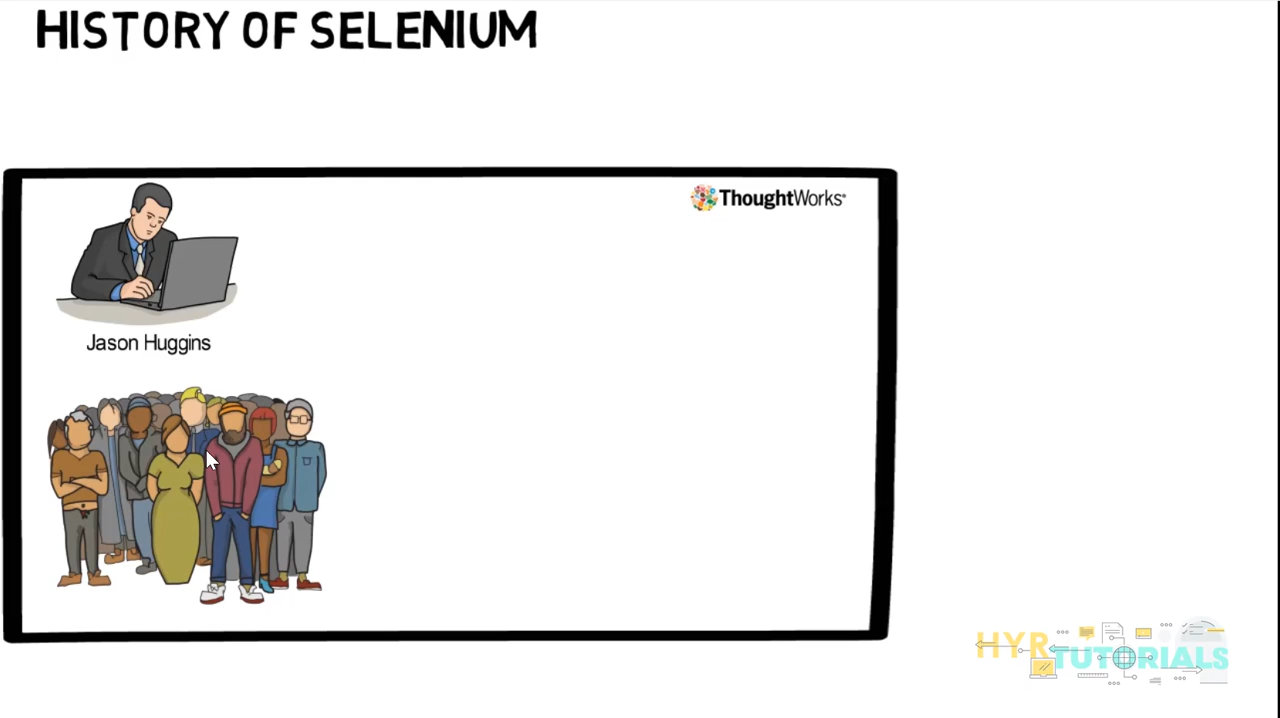 HISTORY OF SELENIUM
ThoughtWorks®
Jason Huggins
HYR
TUTORIALS